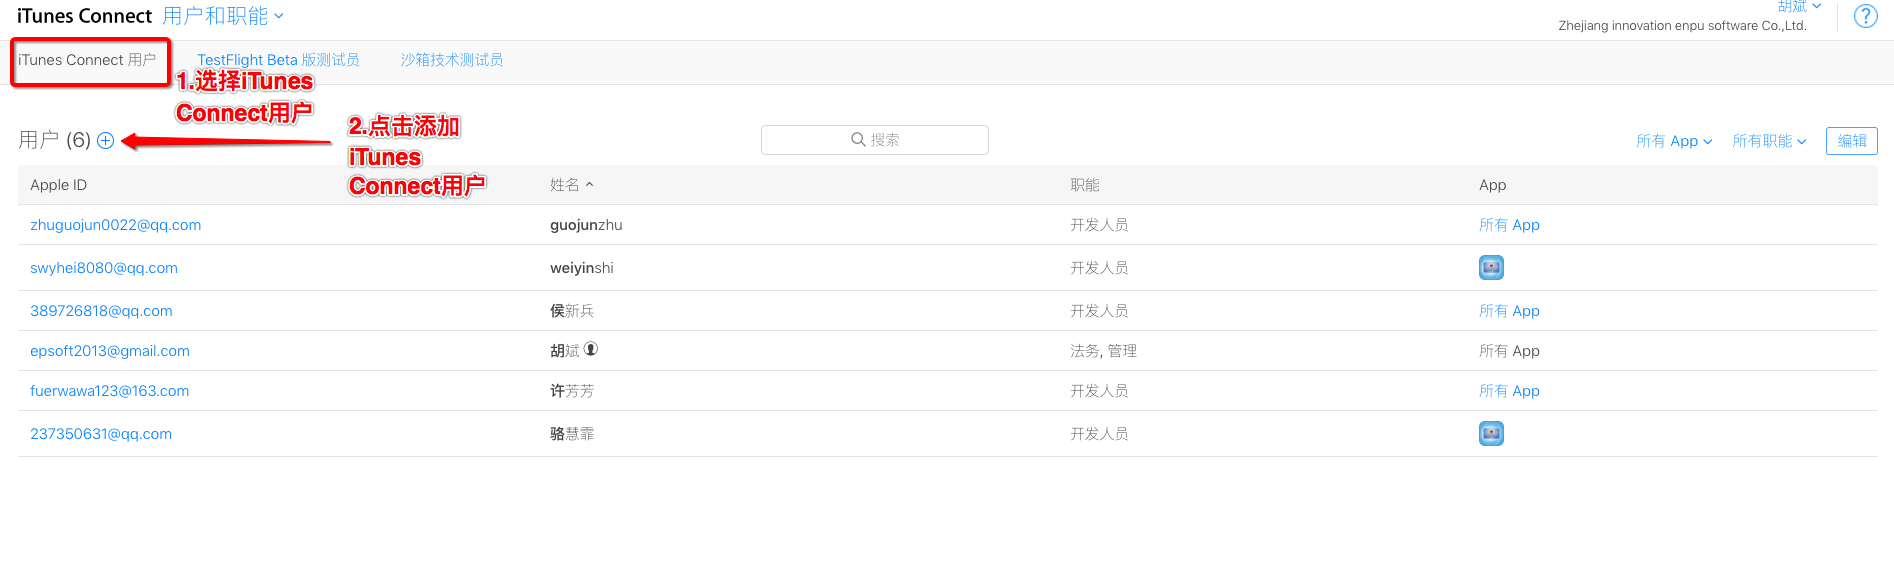 iTunes Connect 用户和职能
胡斌
Zhejiang innovation enpu software Co.,Ltd.
?
iTunes Connect 用户
TestFlight Beta 版测试员
沙箱技术测试员
1.选择iTunes
Connect用户
用户 (6)
2.点击添加
iTunes
Connect用户
搜索
所有 App
所有职能
编辑
Apple ID 姓名 职能 App
zhuguojun0022@qq.com guojunzhu 开发人员 所有 App
swyhei8080@qq.com weiyinshi 开发人员
389726818@qq.com 侯新兵 开发人员 所有 App
epsoft2013@gmail.com 胡斌 法务, 管理 所有 App
fuerwawa123@163.com 许芳芳 开发人员 所有 App
237350631@qq.com 骆慧霏 开发人员